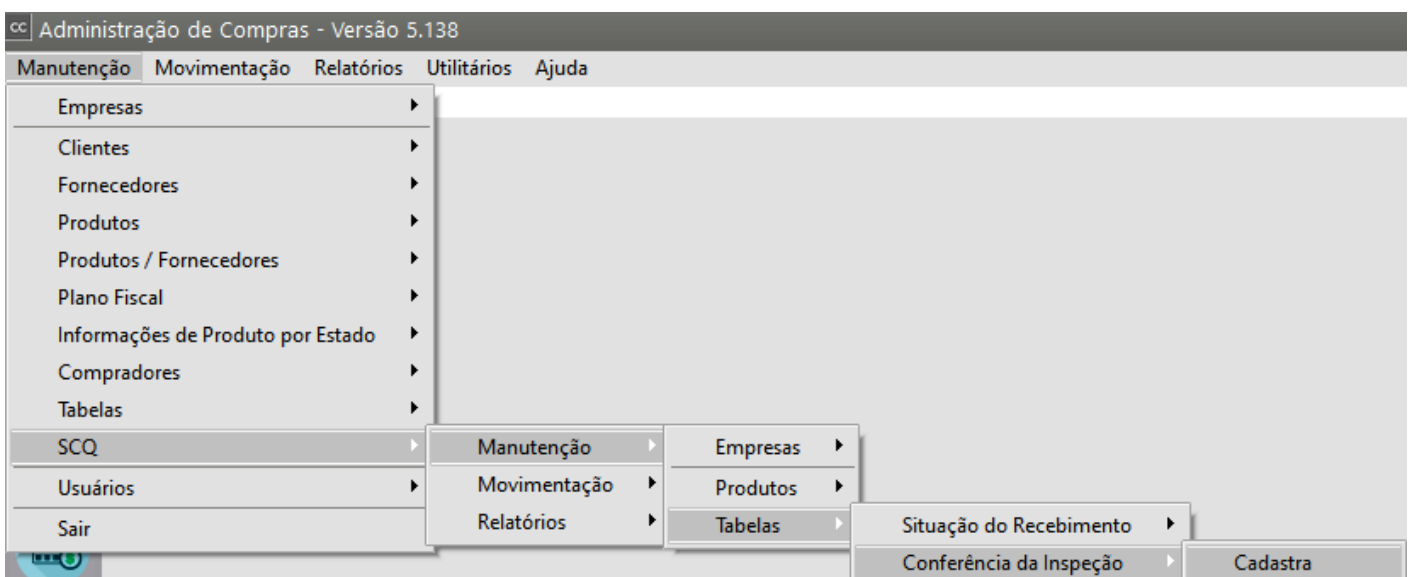 cc Administração de Compras - Versão 5.138
Manutenção Movimentação Relatórios Utilitários Ajuda
Empresas
Clientes
Fornecedores
Produtos
Produtos / Fornecedores
Plano Fiscal
Informações de Produto por Estado
Compradores
Tabelas
SCQ
Usuários
Sair
Manutenção
Movimentação
Relatórios
Empresas
Produtos
Tabelas
Situação do Recebimento
Conferência da Inspeção
Cadastra